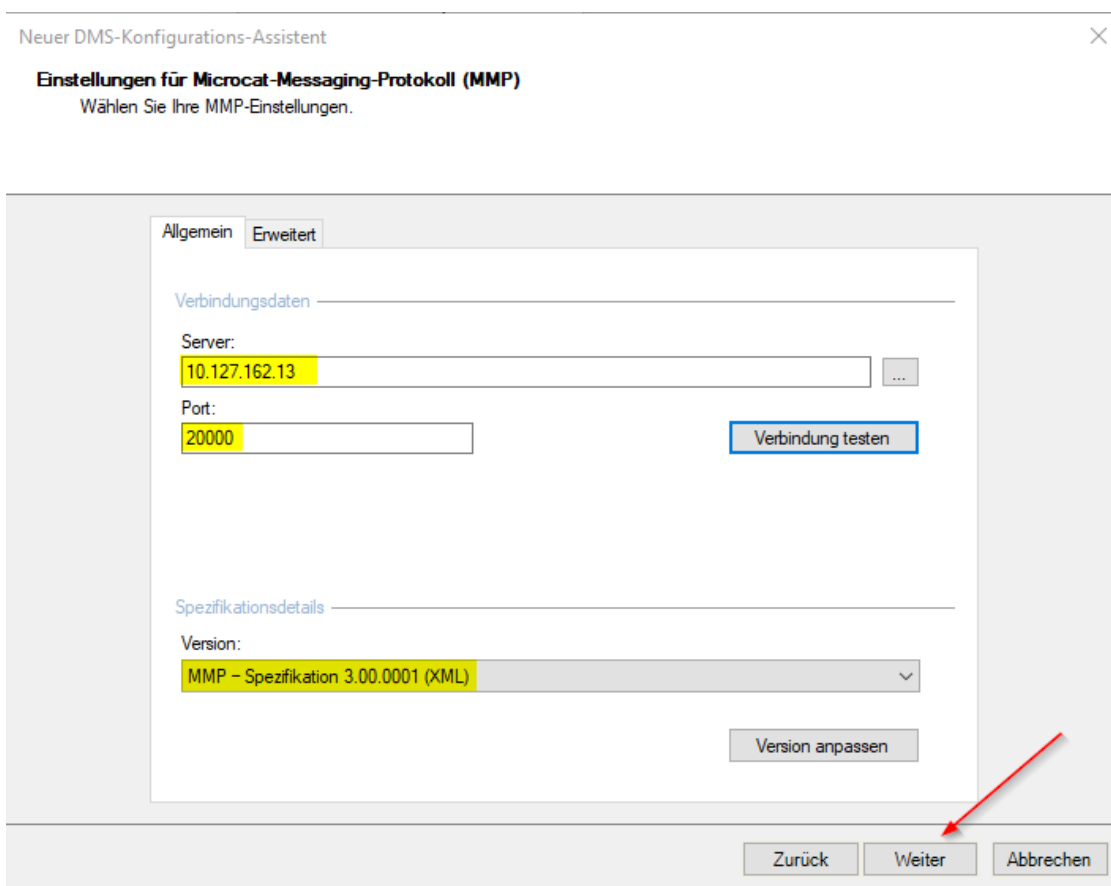 Neuer DMS-Konfigurations-Assistent
Einstellungen für Microcat-Messaging-Protokoll (MMP)
Wählen Sie Ihre MMP-Einstellungen.
Allgemein Erweitert
Verbindungsdaten
Server:
10.127.162.13 ...
Port:
20000 Verbindung testen
Spezifikationsdetails
Version:
MMP – Spezifikation 3.00.0001 (XML)
Version anpassen
Zurück Weiter Abbrechen